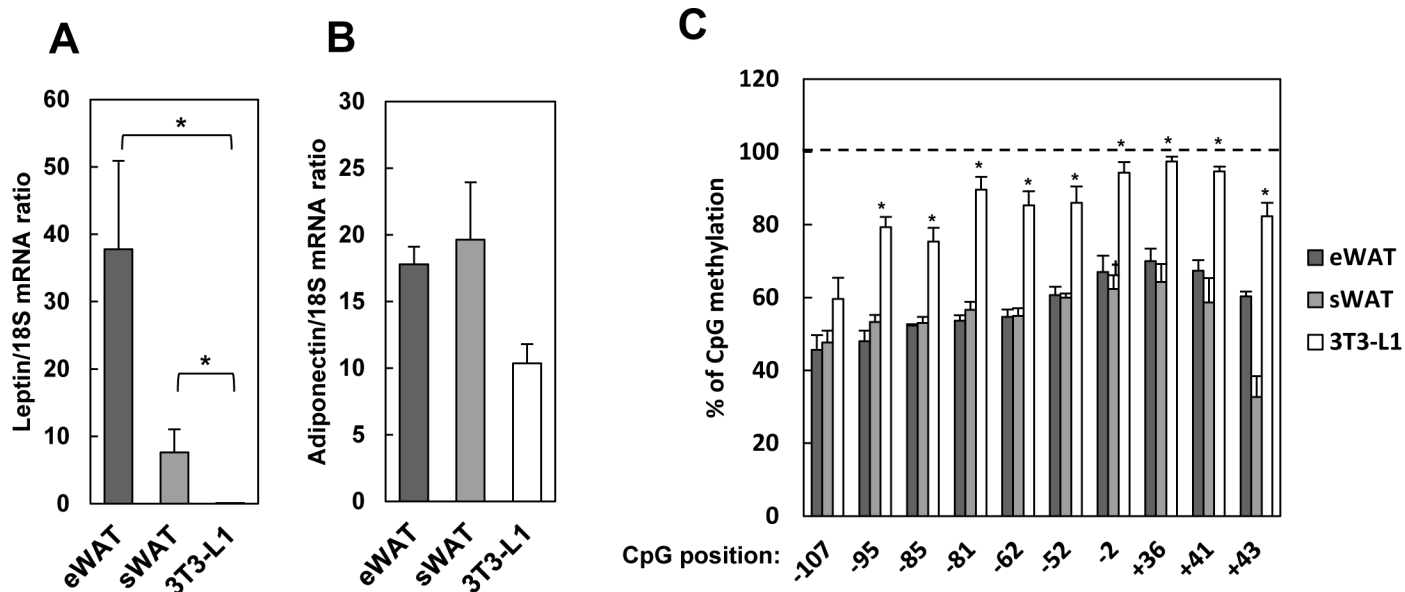 A
Leptin/18S mRNA ratio
60
50
40
30
20
10
0
*
*
eWAT
sWAT
3T3-L1
B
Adiponectin/18S mRNA ratio
30
25
20
15
10
5
0
eWAT
sWAT
3T3-L1
C
% of CpG methylation
120
100
80
60
40
20
0
* * * * * * * * *
CpG position: -107 -95 -85 -81 -62 -52 -2 +36 +41 +43
eWAT
sWAT
3T3-L1